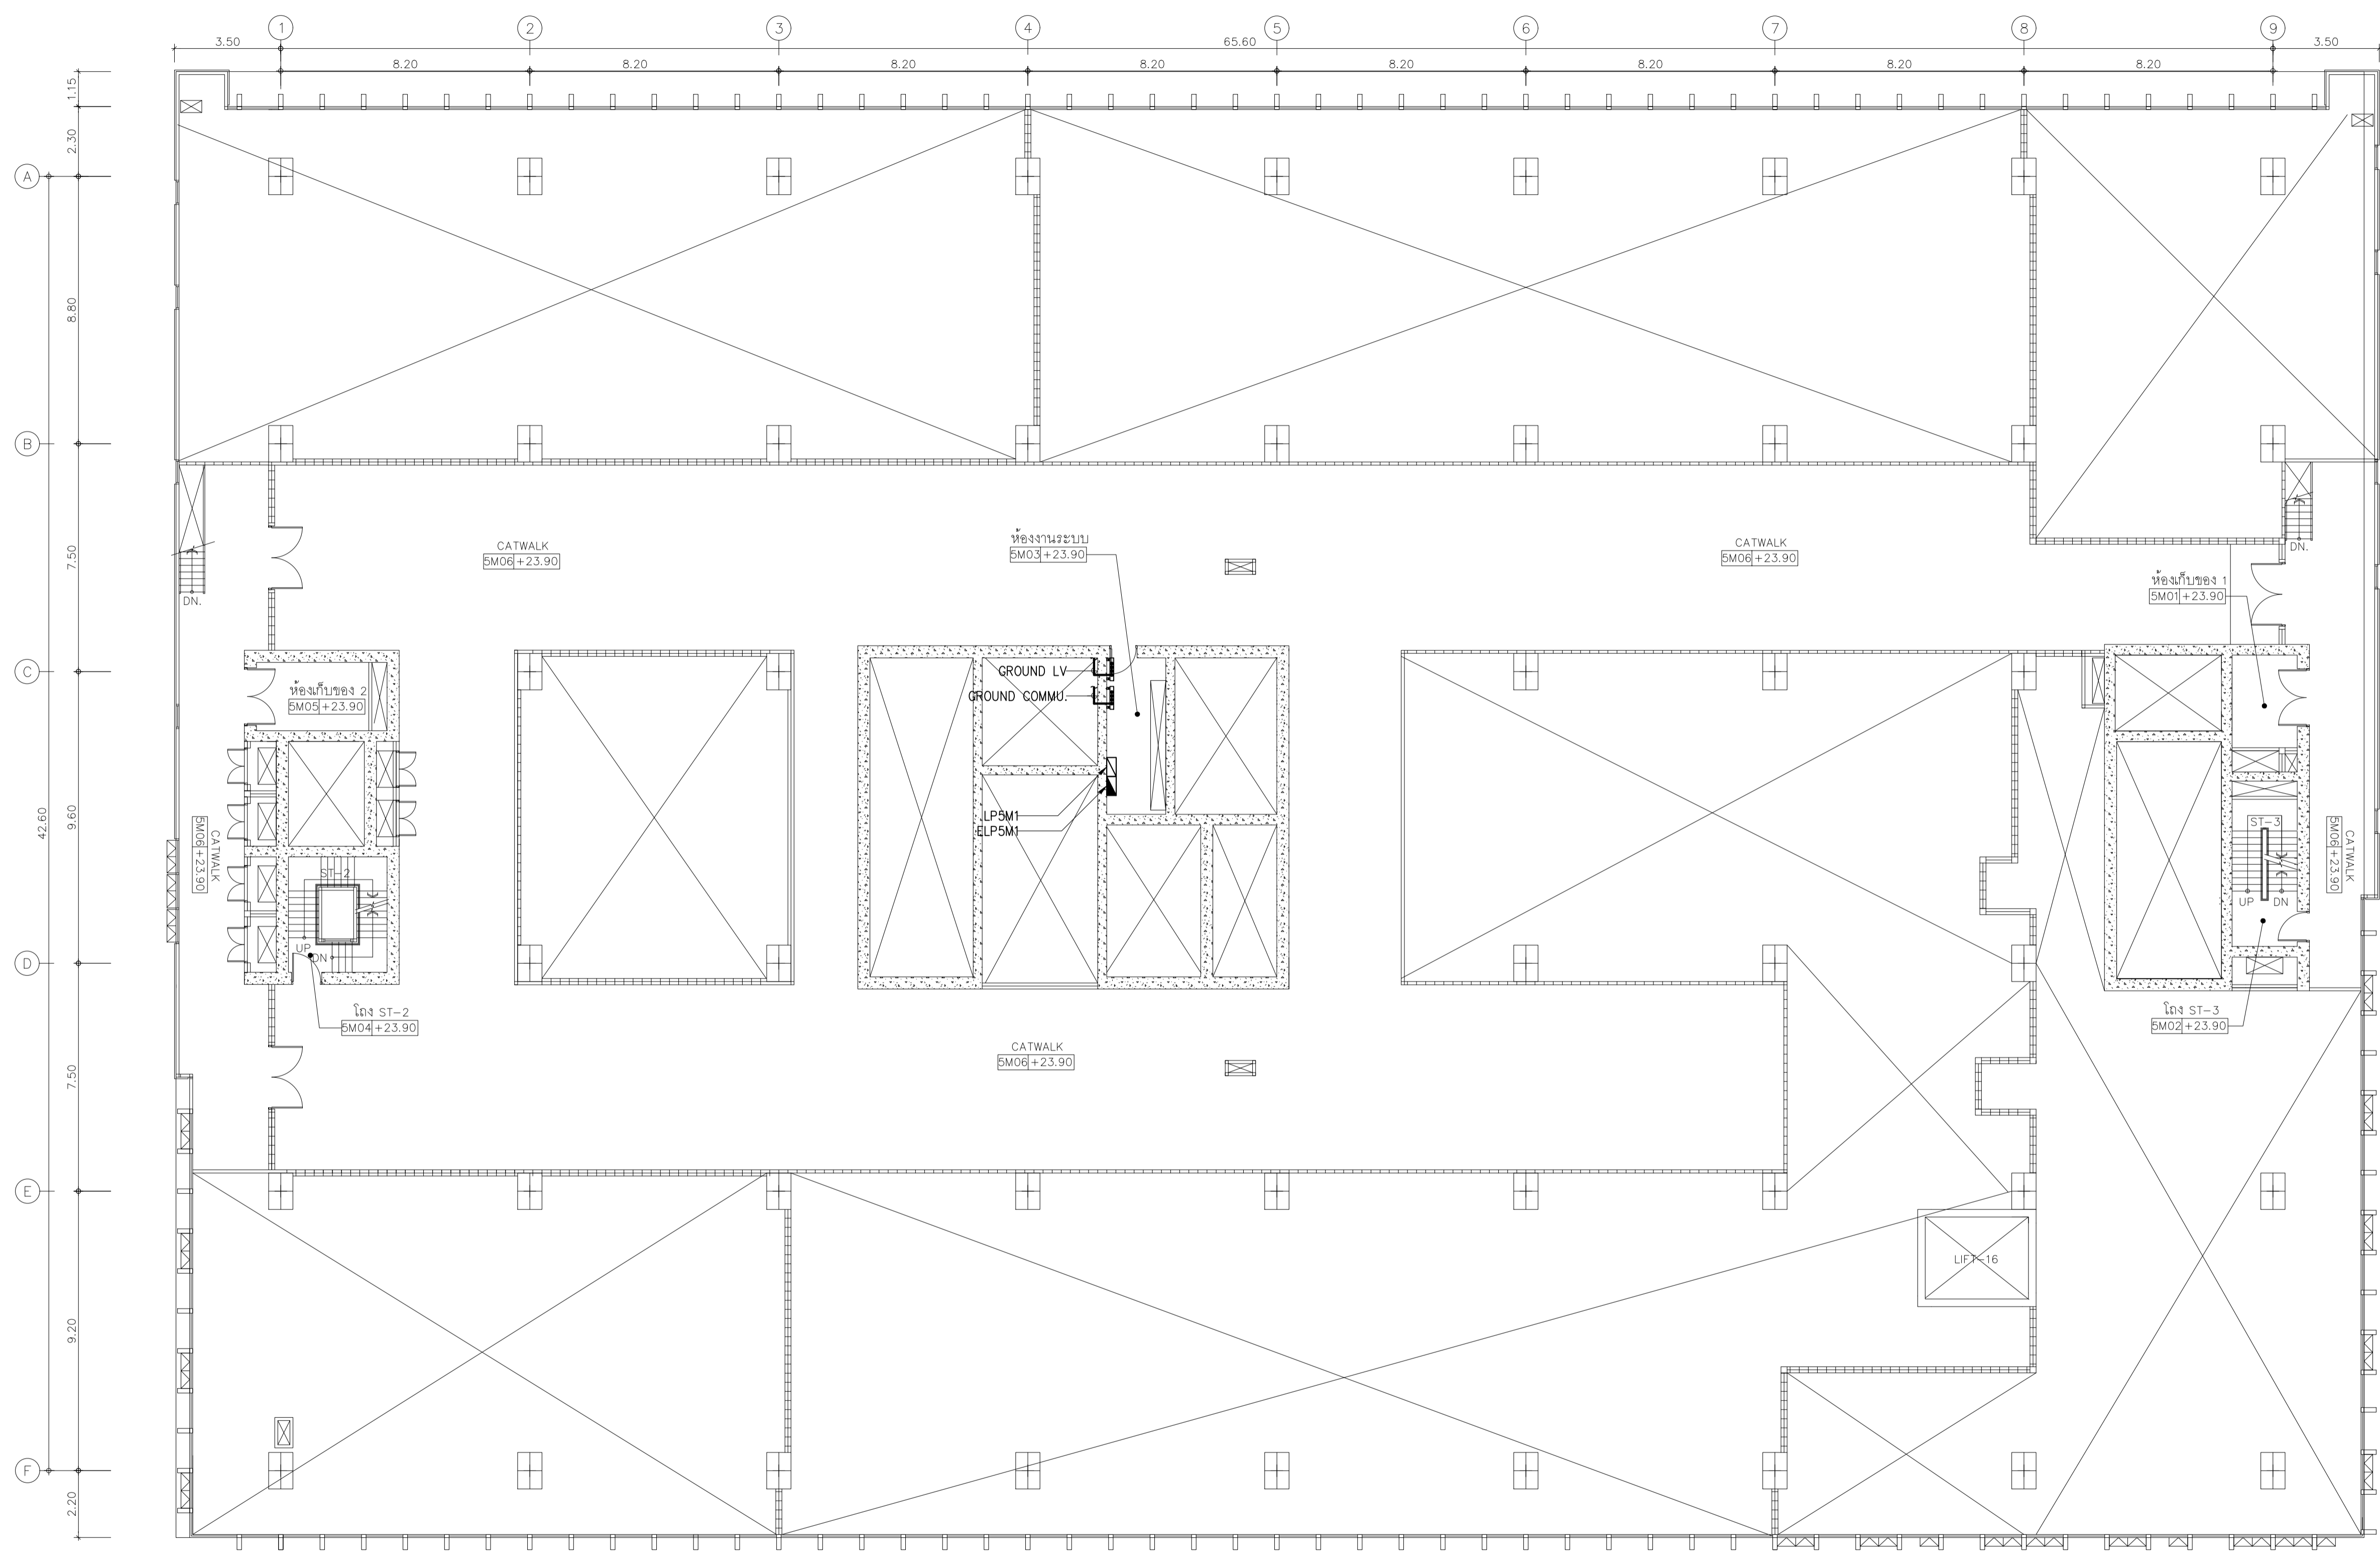 1 2 3 4 5 6 7 8 9
3.50 65.60 3.50
8.20 8.20 8.20 8.20 8.20 8.20 8.20 8.20
1.15
2.30
A
8.80
B
7.50
C
9.60
42.60
D
7.50
E
9.20
F
2.20
CATWALK
5M06 +23.90
ห้องงานระบบ
5M03 +23.90
CATWALK
5M06 +23.90
DN.
ห้องเก็บของ 1
5M01 +23.90
DN.
GROUND LV
GROUND COMMU.
ห้องเก็บของ 2
5M05 +23.90
LP5M1
ELP5M1
CATWALK
5M06 +23.90
ST-2
UP
DN
ST-3
UP DN
CATWALK
5M06 +23.90
โถง ST-2
5M04 +23.90
CATWALK
5M06 +23.90
โถง ST-3
5M02 +23.90
LIFT-16